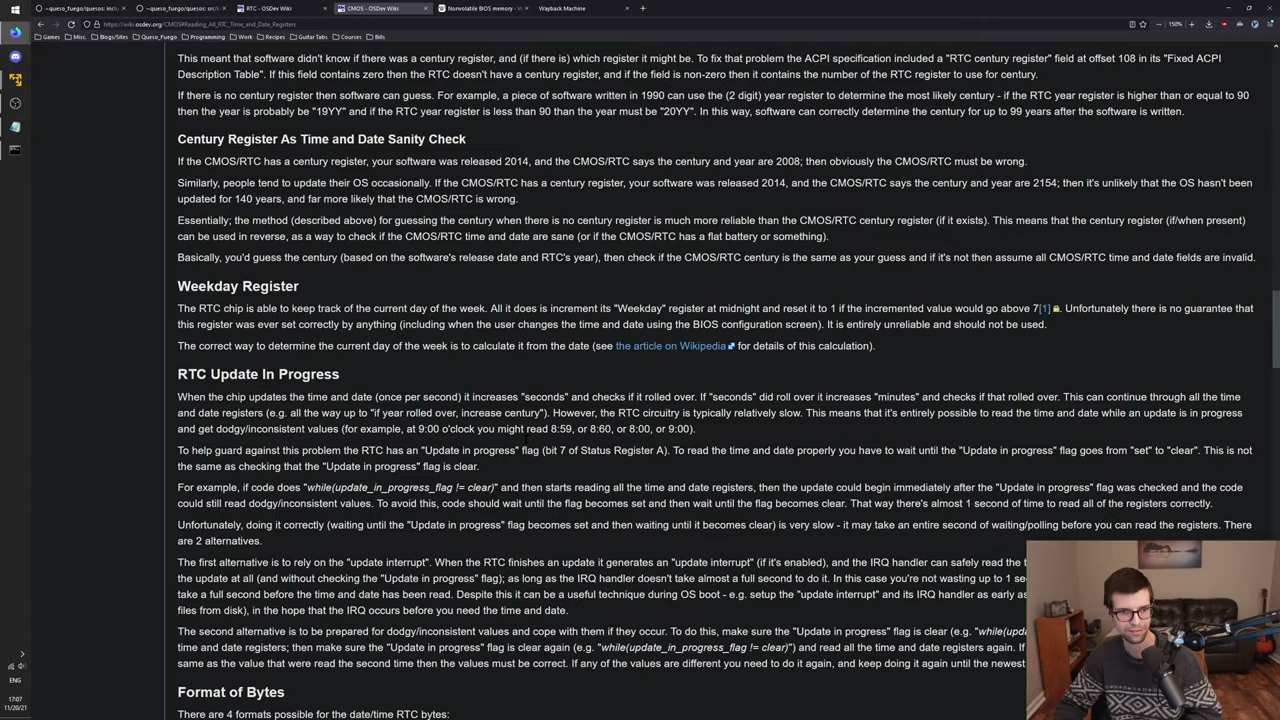 ~queso_fuego/quesos: inclu
~queso_fuego/quesos: src/
RTC - OSDev Wiki
CMOS - OSDev Wiki
Nonvolatile BIOS memory - W
Wayback Machine
https://wiki.osdev.org/CMOS#Reading_All_RTC_Time_and_Date_Registers
150%
Games
Misc.
Blogs/Sites
Queso_Fuego
Programming
Work
Recipes
Guitar Tabs
Courses
Bills
This meant that software didn't know if there was a century register, and (if there is) which register it might be. To fix that problem the ACPI specification included a "RTC century register" field at offset 108 in its "Fixed ACPI
Description Table". If this field contains zero then the RTC doesn't have a century register, and if the field is non-zero then it contains the number of the RTC register to use for century.
If there is no century register then software can guess. For example, a piece of software written in 1990 can use the (2 digit) year register to determine the most likely century - if the RTC year register is higher than or equal to 90
then the year is probably be "19YY" and if the RTC year register is less than 90 than the year must be "20YY". In this way, software can correctly determine the century for up to 99 years after the software is written.
Century Register As Time and Date Sanity Check
If the CMOS/RTC has a century register, your software was released 2014, and the CMOS/RTC says the century and year are 2008; then obviously the CMOS/RTC must be wrong.
Similarly, people tend to update their OS occasionally. If the CMOS/RTC has a century register, your software was released 2014, and the CMOS/RTC says the century and year are 2154; then it's unlikely that the OS hasn't been
updated for 140 years, and far more likely that the CMOS/RTC is wrong.
Essentially; the method (described above) for guessing the century when there is no century register is much more reliable than the CMOS/RTC century register (if it exists). This means that the century register (if/when present)
can be used in reverse, as a way to check if the CMOS/RTC time and date are sane (or if the CMOS/RTC has a flat battery or something).
Basically, you'd guess the century (based on the software's release date and RTC's year), then check if the CMOS/RTC century is the same as your guess and if it's not then assume all CMOS/RTC time and date fields are invalid.
Weekday Register
The RTC chip is able to keep track of the current day of the week. All it does is increment its "Weekday" register at midnight and reset it to 1 if the incremented value would go above 7[1]. Unfortunately there is no guarantee that
this register was ever set correctly by anything (including when the user changes the time and date using the BIOS configuration screen). It is entirely unreliable and should not be used.
The correct way to determine the current day of the week is to calculate it from the date (see the article on Wikipedia for details of this calculation).
RTC Update In Progress
When the chip updates the time and date (once per second) it increases "seconds" and checks if it rolled over. If "seconds" did roll over it increases "minutes" and checks if that rolled over. This can continue through all the time
and date registers (e.g. all the way up to "if year rolled over, increase century"). However, the RTC circuitry is typically relatively slow. This means that it's entirely possible to read the time and date while an update is in progress
and get dodgy/inconsistent values (for example, at 9:00 o'clock you might read 8:59, or 8:60, or 8:00, or 9:00).
To help guard against this problem the RTC has an "Update in progress" flag (bit 7 of Status Register A). To read the time and date properly you have to wait until the "Update in progress" flag goes from "set" to "clear". This is not
the same as checking that the "Update in progress" flag is clear.
For example, if code does "while(update_in_progress_flag != clear)" and then starts reading all the time and date registers, then the update could begin immediately after the "Update in progress" flag was checked and the code
could still read dodgy/inconsistent values. To avoid this, code should wait until the flag becomes set and then wait until the flag becomes clear. That way there's almost 1 second of time to read all of the registers correctly.
Unfortunately, doing it correctly (waiting until the "Update in progress" flag becomes set and then waiting until it becomes clear) is very slow - it may take an entire second of waiting/polling before you can read the registers. There
are 2 alternatives.
The first alternative is to rely on the "update interrupt". When the RTC finishes an update it generates an "update interrupt" (if it's enabled), and the IRQ handler can safely read the t
the update at all (and without checking the "Update in progress" flag); as long as the IRQ handler doesn't take almost a full second to do it. In this case you're not wasting up to 1 sec
take a full second before the time and date has been read. Despite this it can be a useful technique during OS boot - e.g. setup the "update interrupt" and its IRQ handler as early as
files from disk), in the hope that the IRQ occurs before you need the time and date.
The second alternative is to be prepared for dodgy/inconsistent values and cope with them if they occur. To do this, make sure the "Update in progress" flag is clear (e.g. "while(upda
time and date registers; then make sure the "Update in progress" flag is clear again (e.g. "while(update_in_progress_flag != clear)") and read all the time and date registers again. If
same as the value that were read the second time then the values must be correct. If any of the values are different you need to do it again, and keep doing it again until the newest
Format of Bytes
There are 4 formats possible for the date/time RTC bytes:
ENG
17:07
11/20/21